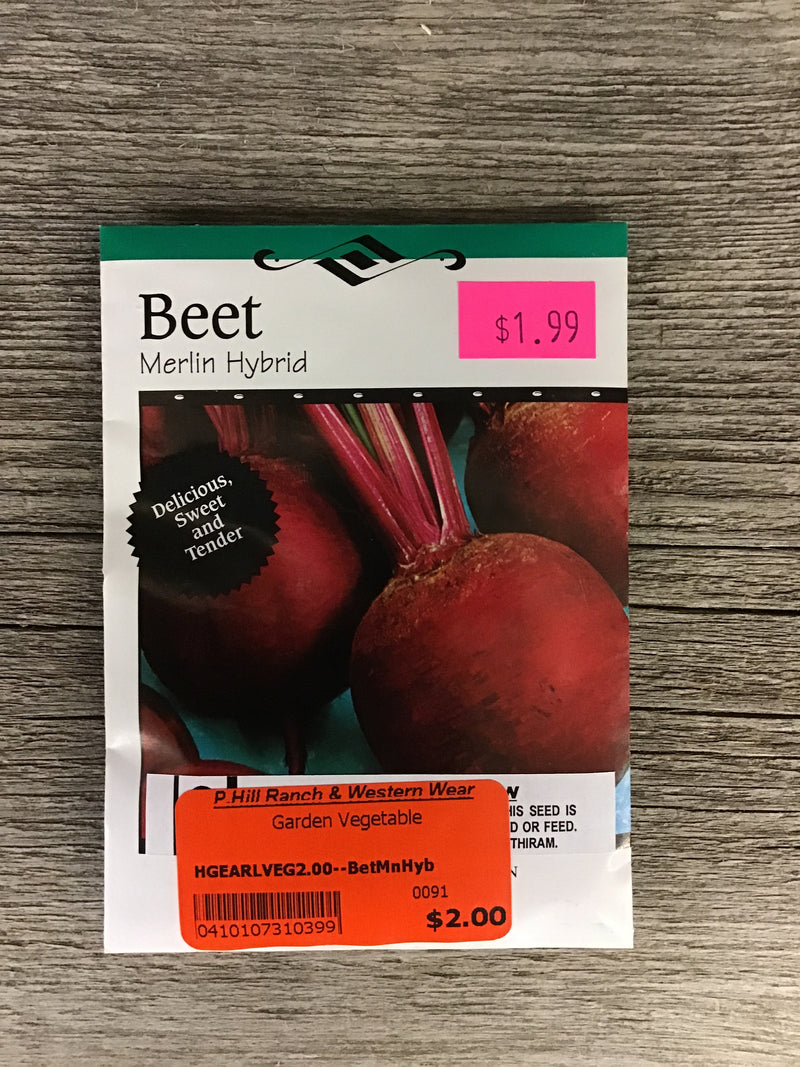 Beet
$1.99
Merlin Hybrid
Delicious,
Sweet
and
Tender
P.Hill Ranch & Western Wear
Garden Vegetable
HIS SEED IS
D OR FEED.
THIRAM.
HGEARLVEG2.00--BetMnHyb
0091
0410107310399
$2.00